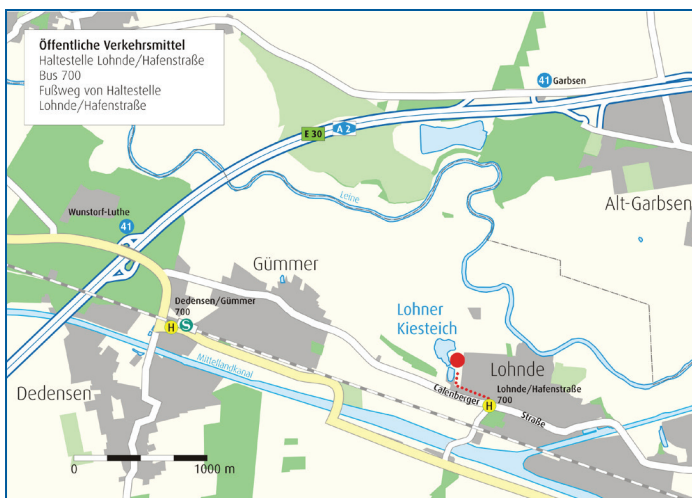 Öffentliche Verkehrsmittel
Haltestelle Lohnde/Hafenstraße
Bus 700
Fußweg von Haltestelle
Lohnde/Hafenstraße
41 Garbsen
E 30
A 2
Leine
Alt-Garbsen
Wunstorf-Luthe
41
Gümmer
Dedensen/Gümmer
700
H
S
Lohner
Kiesteich
Lohnde
Mittellandkanal
Dedensen
Calenberger
Straße
Lohnde/Hafenstraße
700
H
0
1000 m